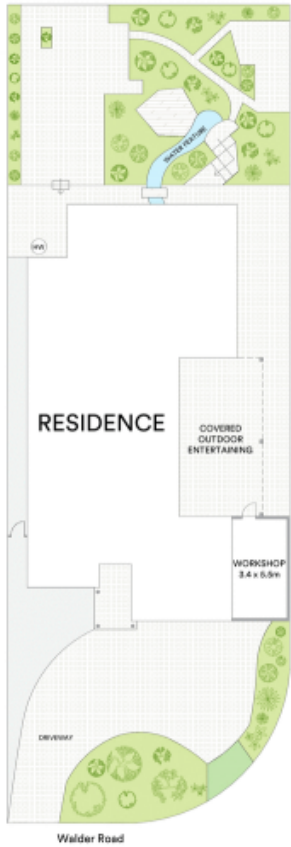 WATER FEATURE
HW
RESIDENCE
COVERED
OUTDOOR
ENTERTAINING
WORKSHOP
3.4 x 5.5m
DRIVEWAY
Walder Road